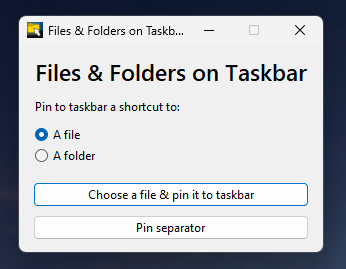 Files & Folders on Taskb...
Files & Folders on Taskbar
Pin to taskbar a shortcut to:
A file
A folder
Choose a file & pin it to taskbar
Pin separator